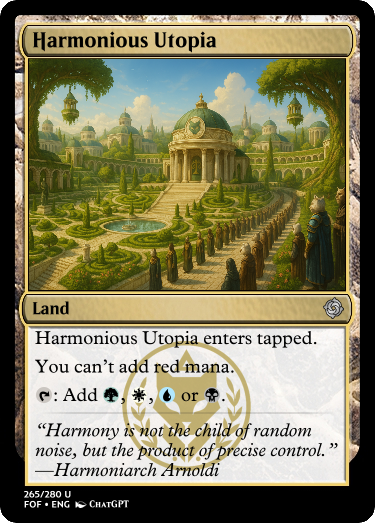 Harmonious Utopia
Land
Harmonious Utopia enters tapped.
You can't add red mana.
: Add , , or .
“Harmony is not the child of random
noise, but the product of precise control.”
—Harmoniarch Arnoldi
265/280 U
FOF • ENG ChatGPT